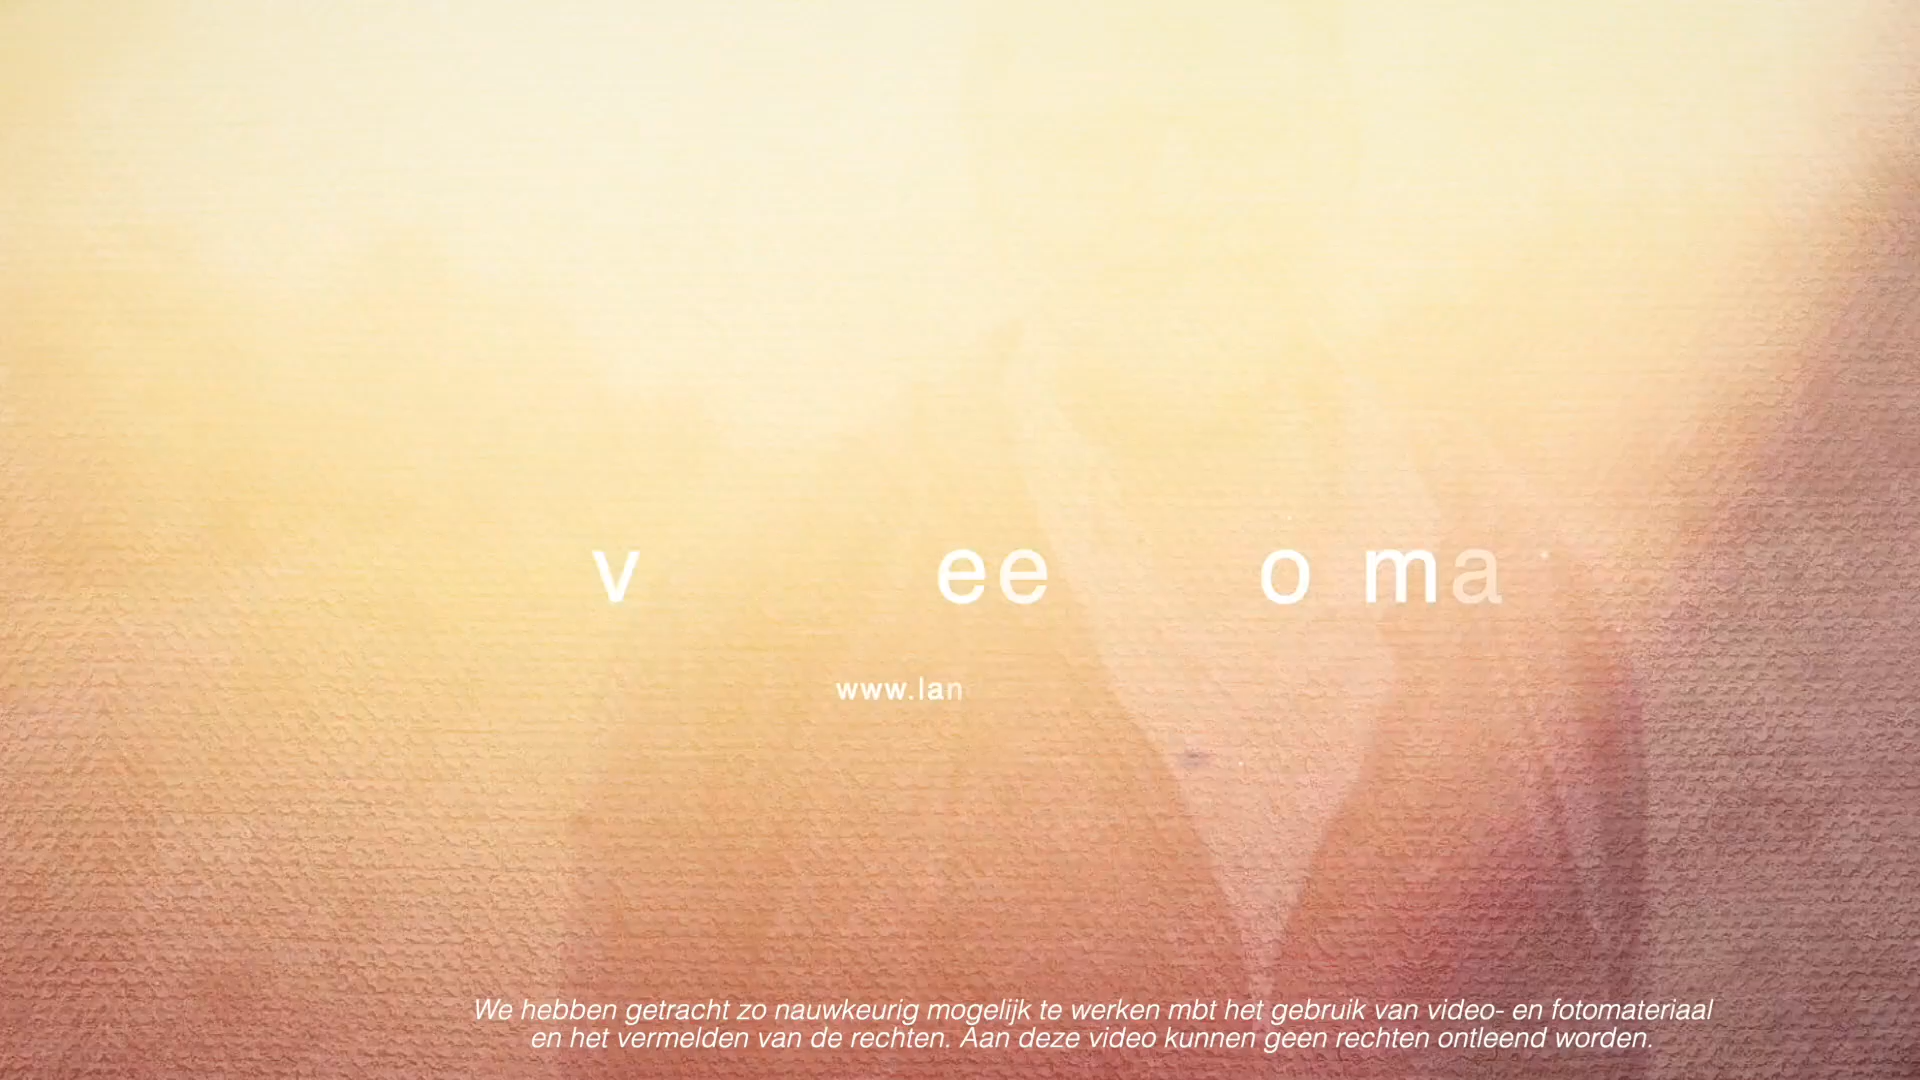 v ee o ma
www.lan
We hebben getracht zo nauwkeurig mogelijk te werken mbt het gebruik van video- en fotomateriaal
en het vermelden van de rechten. Aan deze video kunnen geen rechten ontleend worden.